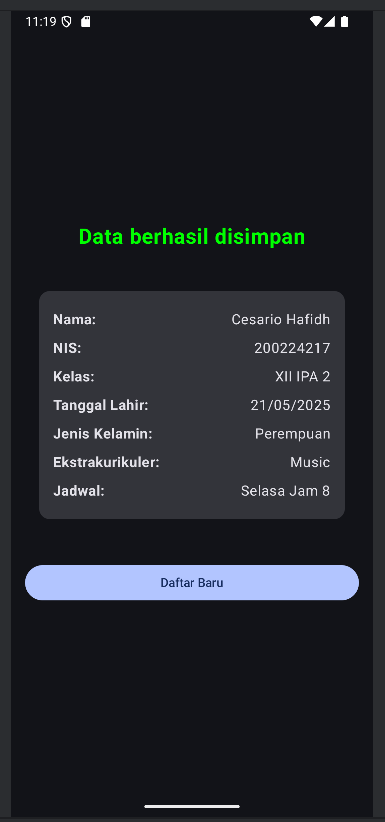 11:19
Data berhasil disimpan
Nama: Cesario Hafidh
NIS: 200224217
Kelas: XII IPA 2
Tanggal Lahir: 21/05/2025
Jenis Kelamin: Perempuan
Ekstrakurikuler: Music
Jadwal: Selasa Jam 8
Daftar Baru